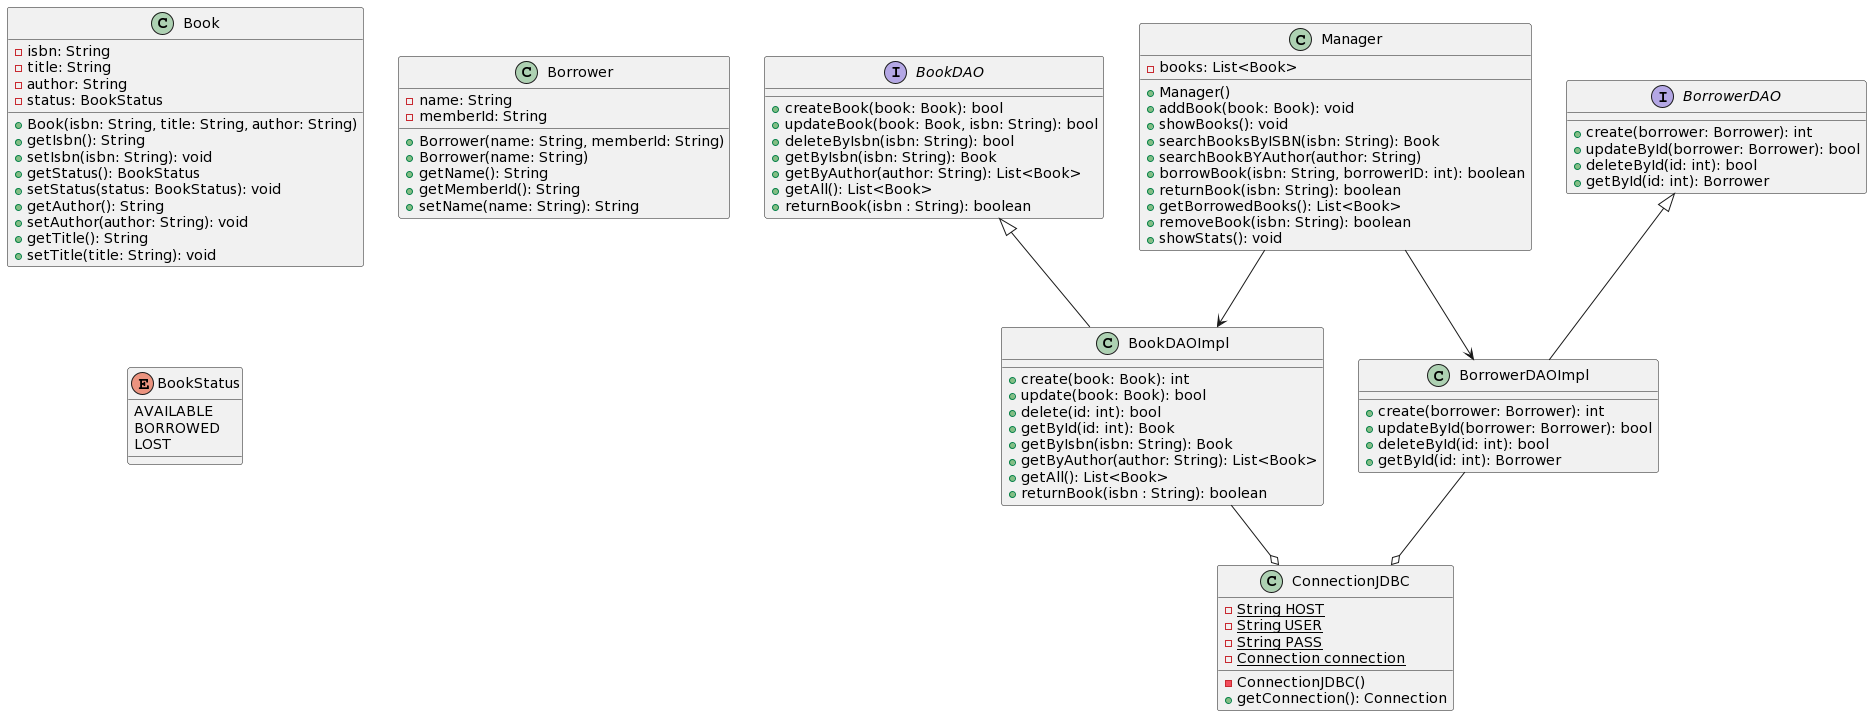 C Book
isbn: String
title: String
author: String
status: BookStatus
Book(isbn: String, title: String, author: String)
getIsbn(): String
setIsbn(isbn: String): void
getStatus(): BookStatus
setStatus(status: BookStatus): void
getAuthor(): String
setAuthor(author: String): void
getTitle(): String
setTitle(title: String): void
C Borrower
name: String
memberId: String
Borrower(name: String, memberId: String)
Borrower(name: String)
getName(): String
getMemberId(): String
setName(name: String): String
I BookDAO
createBook(book: Book): bool
updateBook(book: Book, isbn: String): bool
deleteByIsbn(isbn: String): bool
getByIsbn(isbn: String): Book
getByAuthor(author: String): List<Book>
getAll(): List<Book>
returnBook(isbn : String): boolean
C Manager
books: List<Book>
Manager()
addBook(book: Book): void
showBooks(): void
searchBooksByISBN(isbn: String): Book
searchBookBYAuthor(author: String)
borrowBook(isbn: String, borrowerID: int): boolean
returnBook(isbn: String): boolean
getBorrowedBooks(): List<Book>
removeBook(isbn: String): boolean
showStats(): void
I BorrowerDAO
create(borrower: Borrower): int
updateById(borrower: Borrower): bool
deleteById(id: int): bool
getById(id: int): Borrower
E BookStatus
AVAILABLE
BORROWED
LOST
C BookDAOImpl
create(book: Book): int
update(book: Book): bool
delete(id: int): bool
getById(id: int): Book
getByIsbn(isbn: String): Book
getByAuthor(author: String): List<Book>
getAll(): List<Book>
returnBook(isbn : String): boolean
C BorrowerDAOImpl
create(borrower: Borrower): int
updateById(borrower: Borrower): bool
deleteById(id: int): bool
getById(id: int): Borrower
C ConnectionJDBC
String HOST
String USER
String PASS
Connection connection
ConnectionJDBC()
getConnection(): Connection